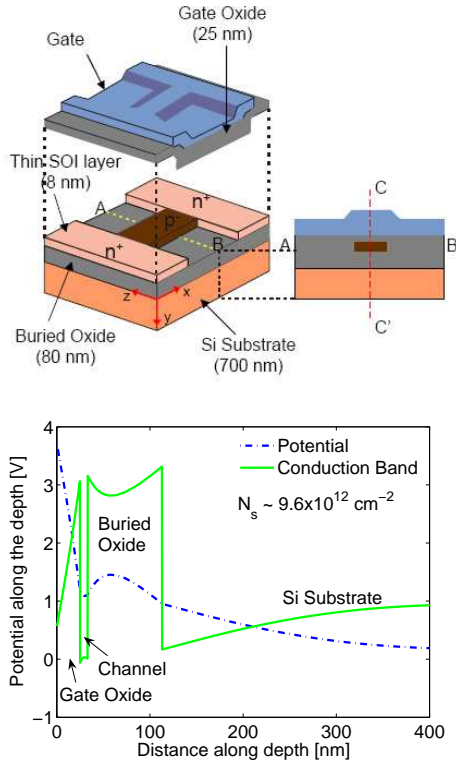 Gate Oxide
(25 nm)
Gate
Thin SOI layer
(8 nm)
n+
A
p-
C
n+
B
A
B
z
x
y
Buried Oxide
(80 nm)
Si Substrate
(700 nm)
C'
4
3
2
1
0
−1
Potential along the depth [V]
Potential
Conduction Band
Buried
Oxide
N_s ~ 9.6x10^12 cm^−2
Si Substrate
Channel
Gate Oxide
0 100 200 300 400
Distance along depth [nm]